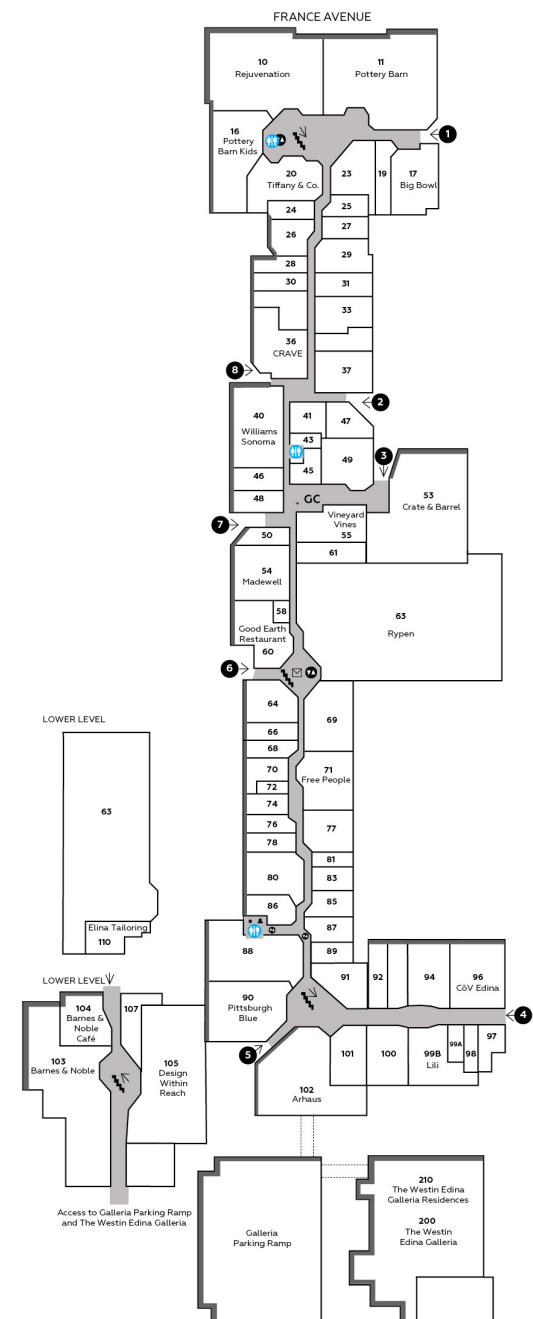 FRANCE AVENUE
10
Rejuvenation
11
Pottery Barn
1
16
Pottery
Barn Kids
20
Tiffany & Co.
23
19
17
Big Bowl
24
25
26
27
28
29
30
31
33
36
CRAVE
37
8
2
40
Williams
Sonoma
41
47
43
45
49
3
46
48
GC
53
Crate & Barrel
Vineyard
Vines
55
7
50
61
54
Madewell
58
Good Earth
Restaurant
60
63
Rypen
6
64
69
66
68
70
71
Free People
72
74
76
77
78
80
81
83
85
86
87
88
89
LOWER LEVEL
63
Elina Tailoring
110
90
Pittsburgh
Blue
91
92
94
96
CōV Edina
4
5
101
100
99B
Lili
99A
98
97
102
Arhaus
LOWER LEVEL
104
Barnes &
Noble
Café
107
103
Barnes & Noble
105
Design
Within
Reach
Access to Galleria Parking Ramp
and The Westin Edina Galleria
Galleria
Parking Ramp
210
The Westin Edina
Galleria Residences
200
The Westin
Edina Galleria